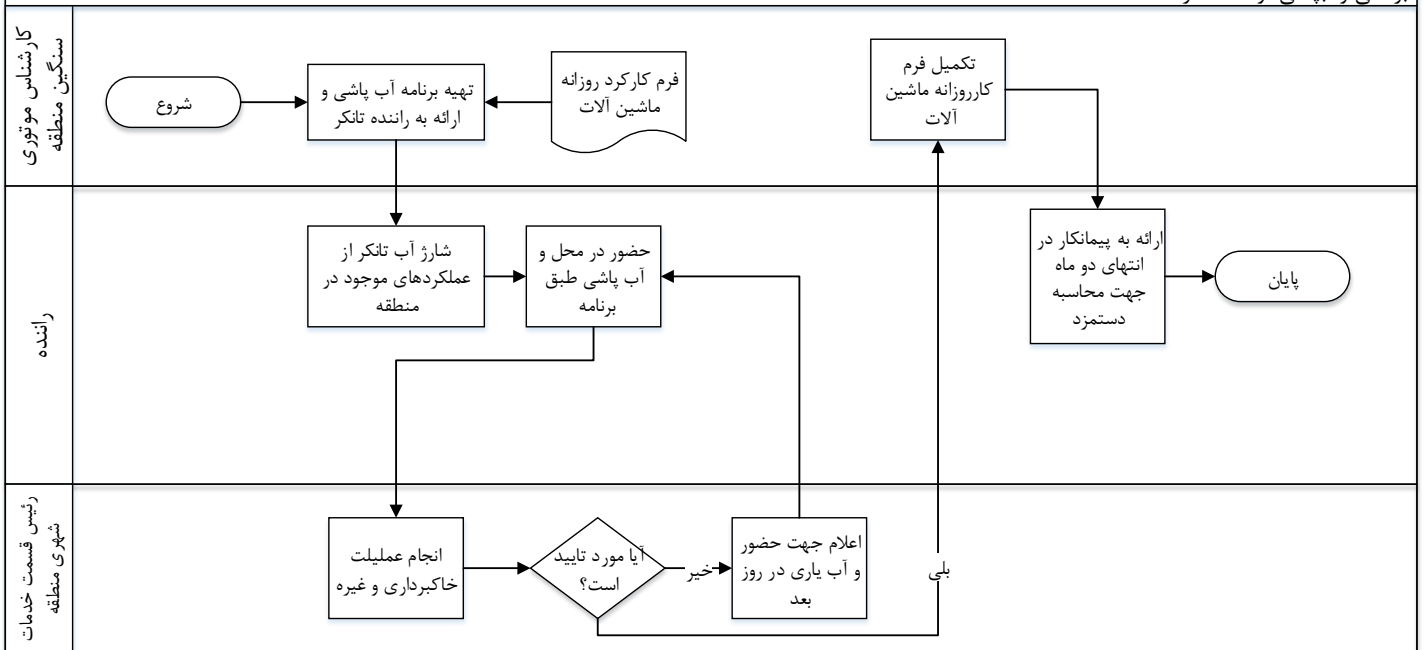 کارشناس موتوری
سنگین منطقه
شروع
تهیه برنامه آب پاشی و
ارائه به راننده تانکر
فرم کارکرد روزانه
ماشین آلات
تکمیل فرم
کارروزانه ماشین
آلات
راننده
شارژ آب تانکر از
عملکردهای موجود در
منطقه
حضور در محل و
آب پاشی طبق
برنامه
ارائه به پیمانکار در
انتهای دو ماه
جهت محاسبه
دستمزد
پایان
رئیس قسمت خدمات
شهری منطقه
انجام عملیلت
خاکبرداری و غیره
آیا مورد تایید
است؟
خیر
اعلام جهت حضور
و آب یاری در روز
بعد
بلی